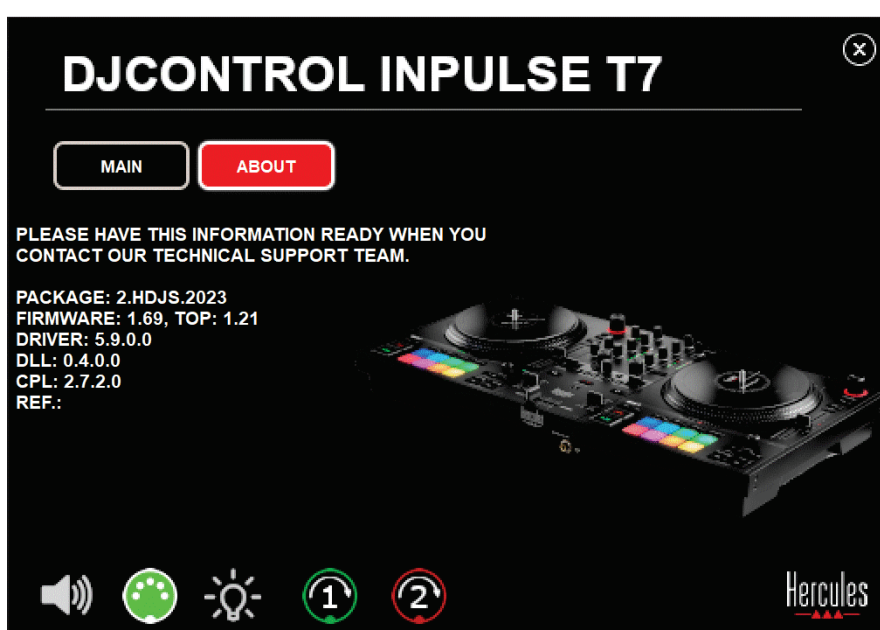 DJCONTROL INPULSE T7
MAIN
ABOUT
PLEASE HAVE THIS INFORMATION READY WHEN YOU
CONTACT OUR TECHNICAL SUPPORT TEAM.
PACKAGE: 2.HDJS.2023
FIRMWARE: 1.69, TOP: 1.21
DRIVER: 5.9.0.0
DLL: 0.4.0.0
CPL: 2.7.2.0
REF.:
1
2
Hercules